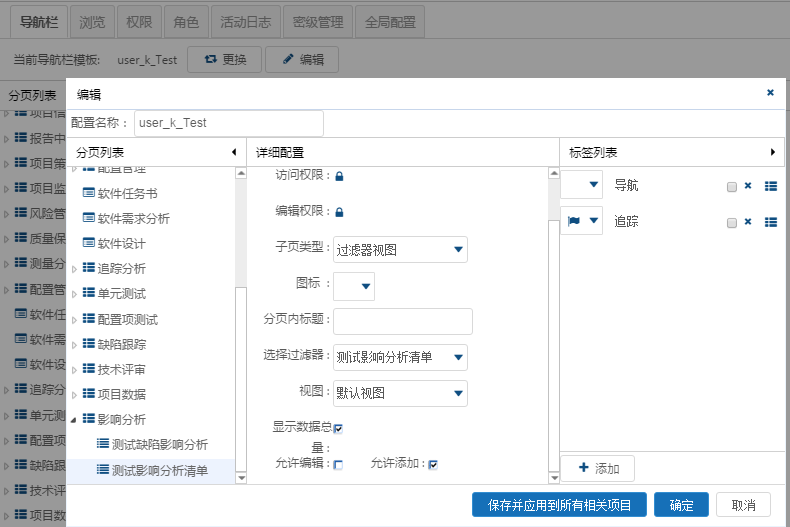 导航栏 浏览 权限 角色 活动日志 密级管理 全局配置
当前导航栏模板: user_k_Test 更换 编辑
分页列表
报告中
项目策
项目监
风险管
质量保
测量分
配置管
软件任
软件需
软件设
追踪分
单元测
配置项
缺陷跟
技术评
项目数
编辑
配置名称： user_k_Test
分页列表
配置管理
软件任务书
软件需求分析
软件设计
追踪分析
单元测试
配置项测试
缺陷跟踪
技术评审
项目数据
影响分析
测试缺陷影响分析
测试影响分析清单
详细配置
访问权限：
编辑权限：
子页类型： 过滤器视图
图标：
分页内标题：
选择过滤器： 测试影响分析清单
视图： 默认视图
显示数据总
量：
允许编辑： 允许添加：
标签列表
导航
追踪
添加
保存并应用到所有相关项目 确定 取消